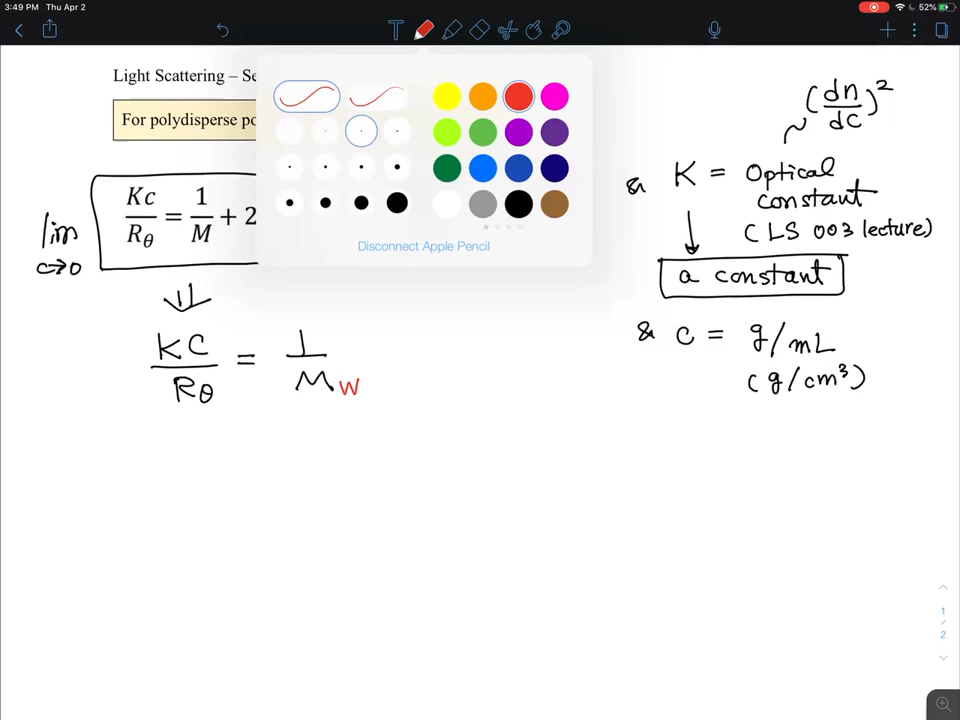 3:49 PM Thu Apr 2
52%
T
Light Scattering – Se
For polydisperse po
Kc/Rθ = 1/M + 2
lim c→0
KC/Rθ = 1/Mw
Disconnect Apple Pencil
(dn/dc)²
& K = Optical
constant
(LS 003 lecture)
a constant
& c = g/mL
(g/cm³)
1
/
2